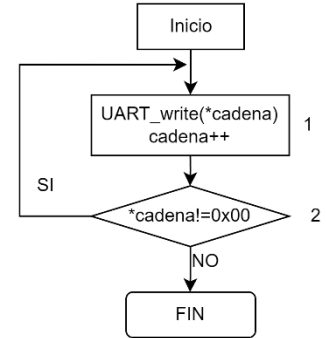 Inicio
UART_write(*cadena)
cadena++
1
SI
*cadena!=0x00
2
NO
FIN